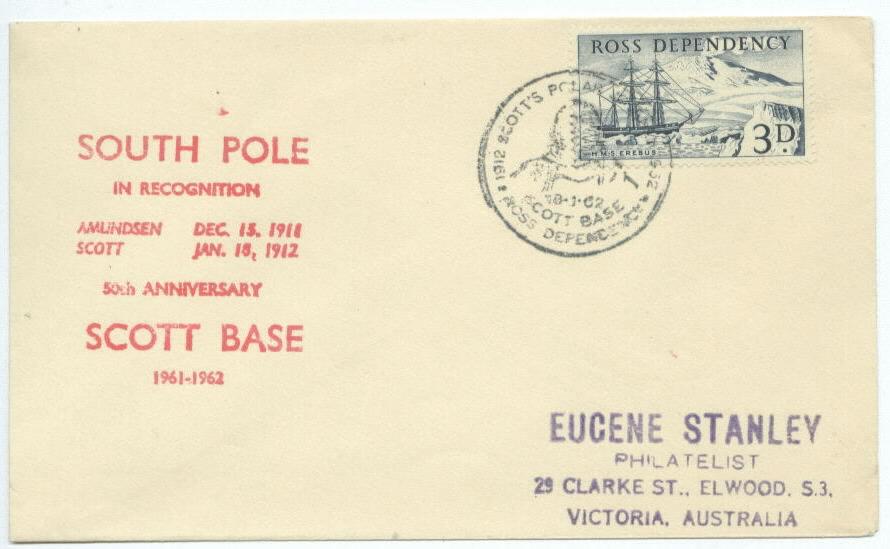 SOUTH POLE
IN RECOGNITION
AMUNDSEN DEC. 15, 1911
SCOTT JAN. 18, 1912
50th ANNIVERSARY
SCOTT BASE
1961-1962
ROSS DEPENDENCY
H.M.S. EREBUS
3D.
1912 SCOTT'S POLAR
18-1-62
SCOTT BASE
ROSS DEPENDENCY
EUGENE STANLEY
PHILATELIST
29 CLARKE ST., ELWOOD. S.3,
VICTORIA, AUSTRALIA